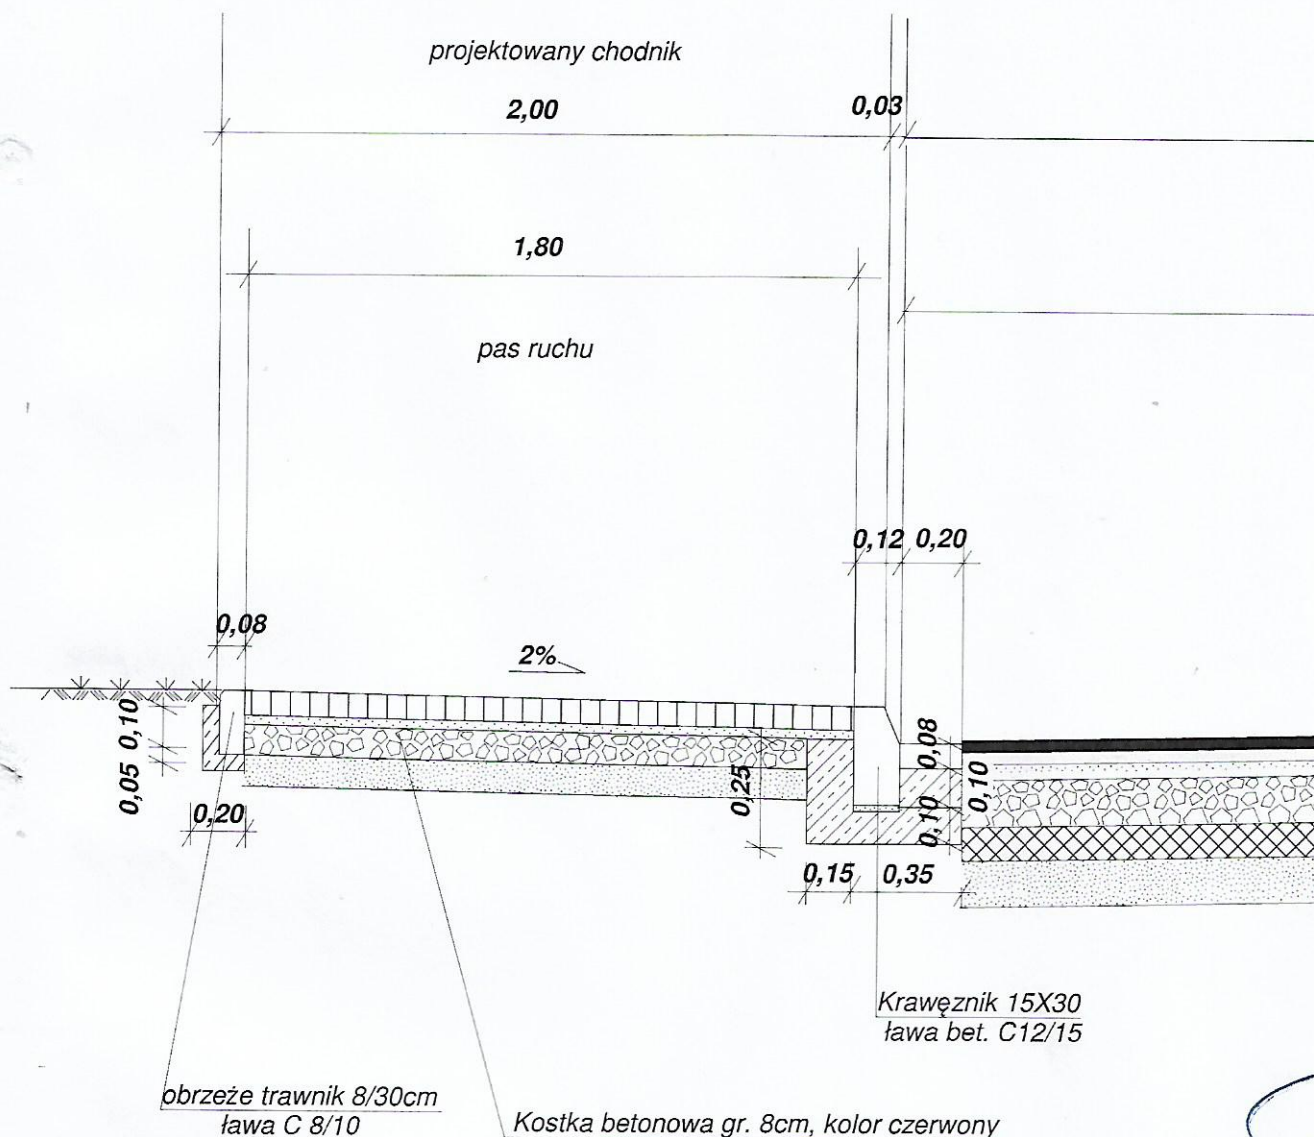 projektowany chodnik
2,00
0,03
1,80
pas ruchu
0,12 0,20
0,08
2%
0,10
0,05
0,20
0,25
0,08
0,10
0,10
0,15 0,35
Krawęznik 15X30
ława bet. C12/15
obrzeże trawnik 8/30cm
ława C 8/10
Kostka betonowa gr. 8cm, kolor czerwony